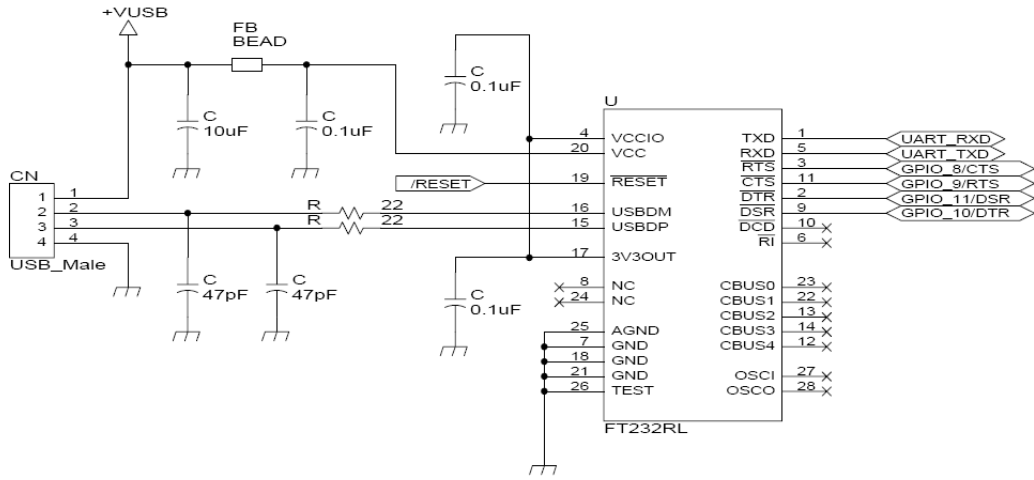 +VUSB
FB
BEAD
C
10uF
C
0.1uF
C
0.1uF
CN
1 1
2 2
3 3
4 4
USB_Male
R 22
R 22
C
47pF
C
47pF
C
0.1uF
/RESET
U
4 VCCIO TXD 1 UART_RXD
20 VCC RXD 5 UART_TXD
RTS 3 GPIO_8/CTS
19 RESET CTS 11 GPIO_9/RTS
DTR 2 GPIO_11/DSR
16 USBDM DSR 9 GPIO_10/DTR
15 USBDP DCD 10
RI 6
17 3V3OUT
8 NC CBUS0 23
24 NC CBUS1 22
CBUS2 13
25 AGND CBUS3 14
7 GND CBUS4 12
18 GND
21 GND OSCI 27
26 TEST OSCO 28
FT232RL